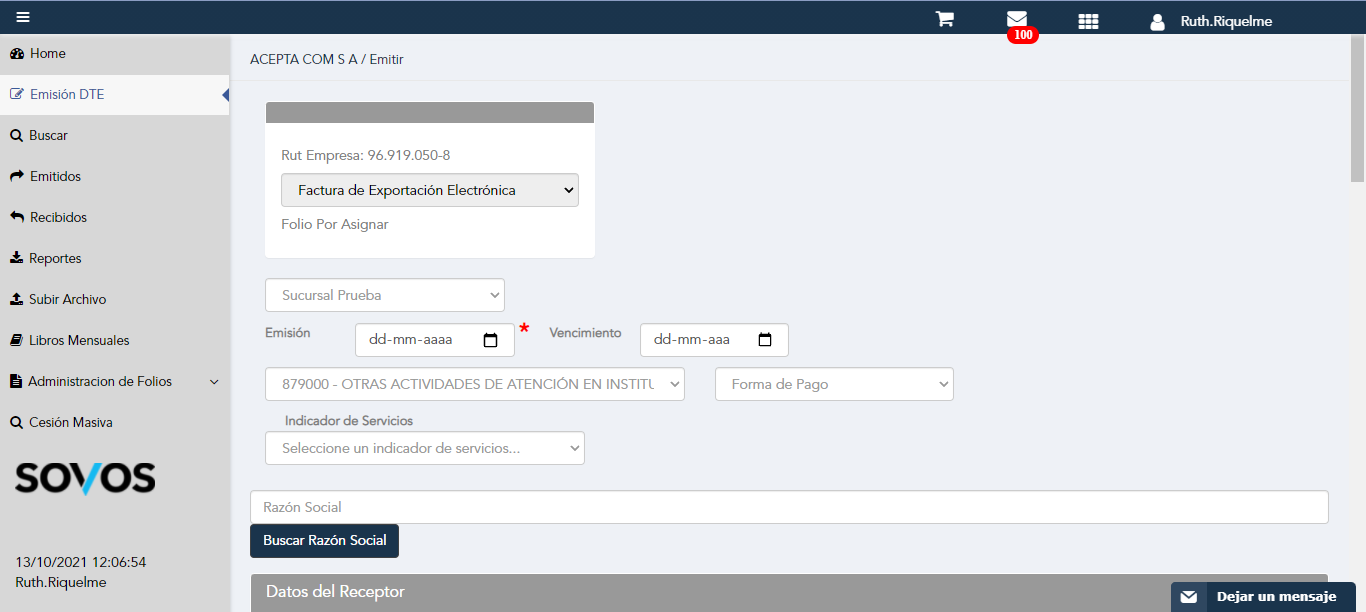 100
Ruth.Riquelme
Home
Emisión DTE
Buscar
Emitidos
Recibidos
Reportes
Subir Archivo
Libros Mensuales
Administracion de Folios
Cesión Masiva
SOVOS
13/10/2021 12:06:54
Ruth.Riquelme
ACEPTA COM S A / Emitir
Rut Empresa: 96.919.050-8
Factura de Exportación Electrónica
Folio Por Asignar
Sucursal Prueba
Emisión dd-mm-aaaa * Vencimiento dd-mm-aaa
879000 - OTRAS ACTIVIDADES DE ATENCIÓN EN INSTITU Forma de Pago
Indicador de Servicios
Seleccione un indicador de servicios...
Razón Social
Buscar Razón Social
Datos del Receptor
Dejar un mensaje